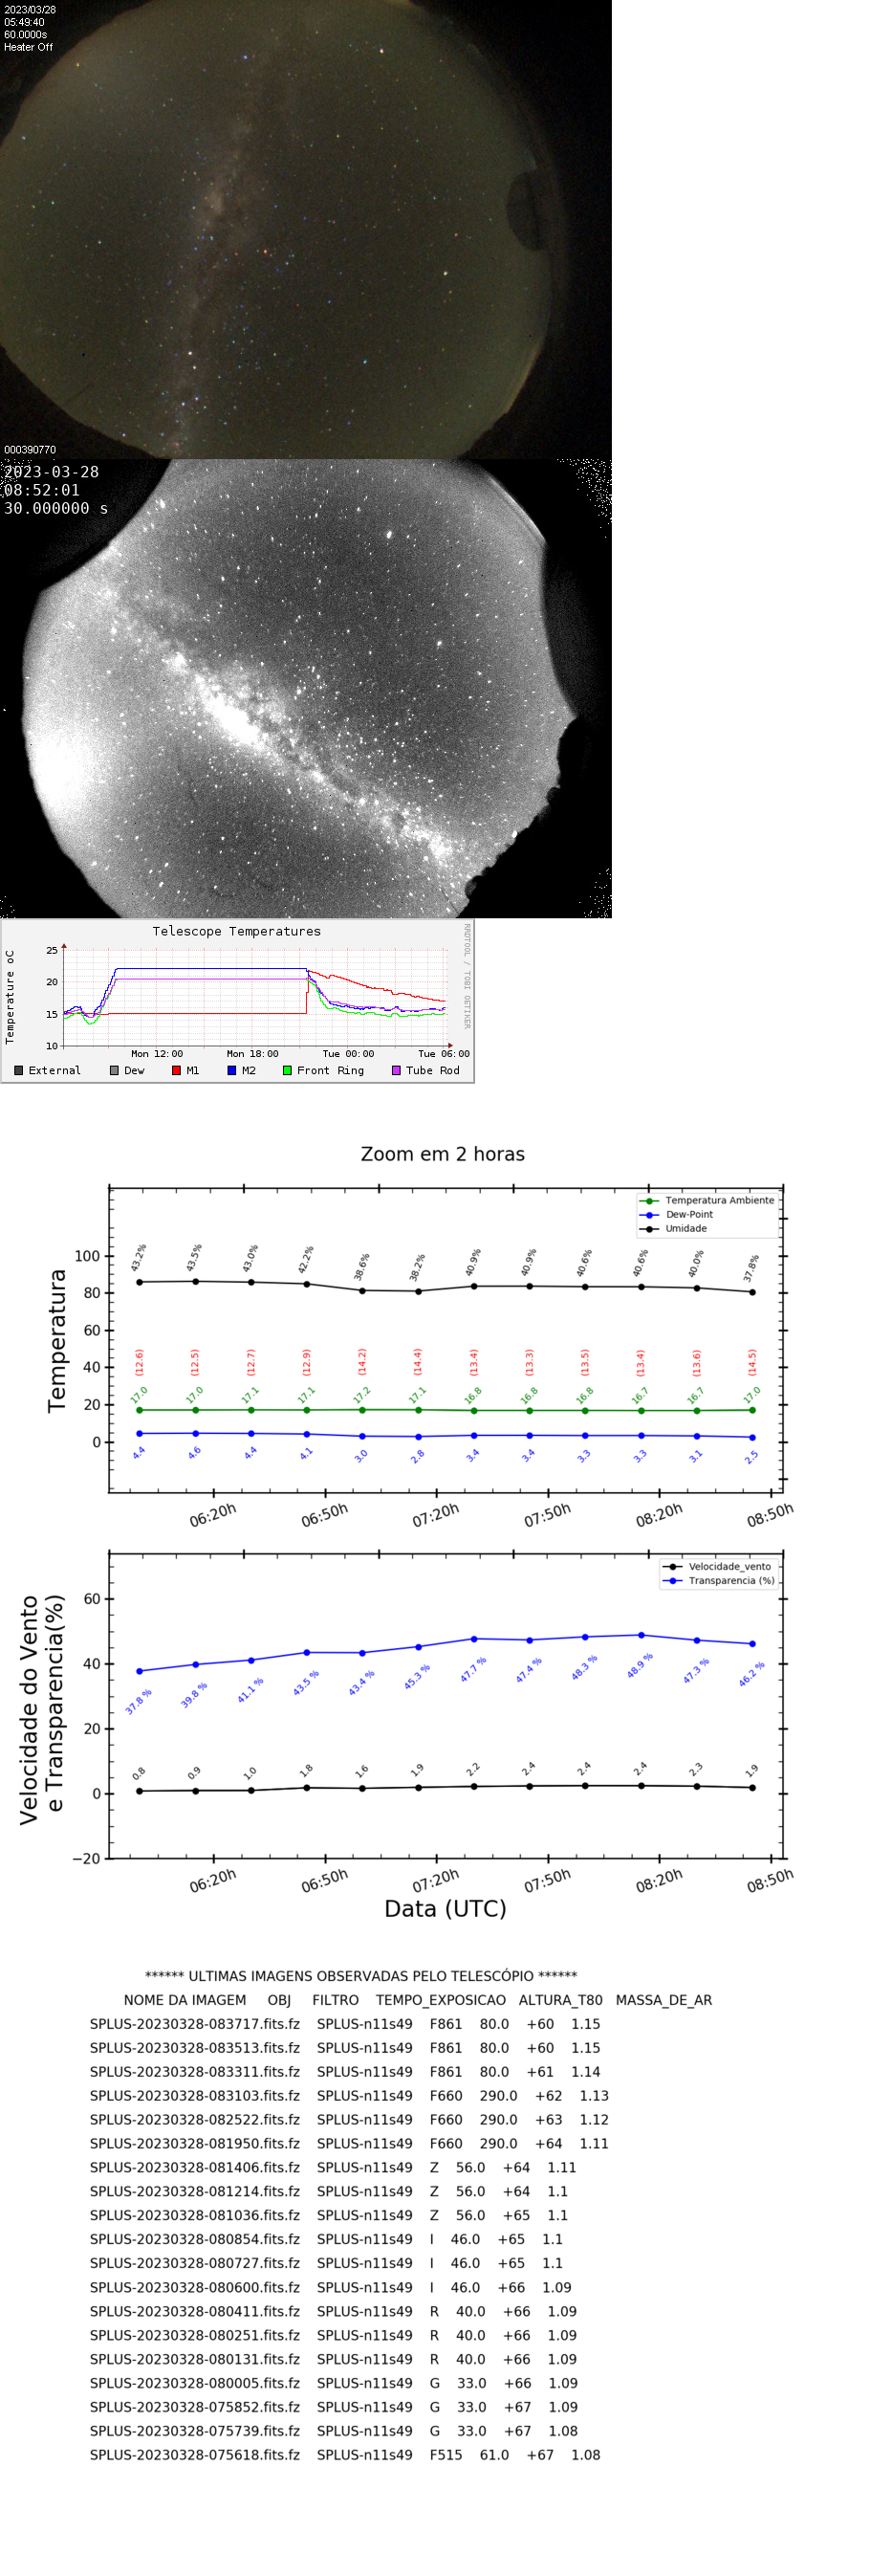 2023/03/28
05:49:40
60.0000s
Heater Off
000390770
2023-03-28
08:52:01
30.000000 s
Telescope Temperatures
RRDTOOL / TOBI OETIKER
Temperature oC
25
20
15
10
Mon 12:00 Mon 18:00 Tue 00:00 Tue 06:00
External Dew M1 M2 Front Ring Tube Rod
Zoom em 2 horas
Temperatura Ambiente
Dew-Point
Umidade
Temperatura
100
80
60
40
20
0
43.2% 43.5% 43.0% 42.2% 38.6% 38.2% 40.9% 40.9% 40.6% 40.6% 40.0% 37.8%
(12.6) (12.5) (12.7) (12.9) (14.2) (14.4) (13.4) (13.3) (13.5) (13.4) (13.6) (14.5)
17.0 17.0 17.1 17.1 17.2 17.1 16.8 16.8 16.8 16.7 16.7 17.0
4.4 4.6 4.4 4.1 3.0 2.8 3.4 3.4 3.3 3.3 3.1 2.5
06:20h 06:50h 07:20h 07:50h 08:20h 08:50h
Velocidade_vento
Transparencia (%)
Velocidade do Vento
e Transparencia(%)
60
40
20
0
−20
37.8 % 39.8 % 41.1 % 43.5 % 43.4 % 45.3 % 47.7 % 47.4 % 48.3 % 48.9 % 47.3 % 46.2 %
0.8 0.9 1.0 1.8 1.6 1.9 2.2 2.4 2.4 2.4 2.3 1.9
06:20h 06:50h 07:20h 07:50h 08:20h 08:50h
Data (UTC)
****** ULTIMAS IMAGENS OBSERVADAS PELO TELESCÓPIO ******
NOME DA IMAGEM OBJ FILTRO TEMPO_EXPOSICAO ALTURA_T80 MASSA_DE_AR
SPLUS-20230328-083717.fits.fz SPLUS-n11s49 F861 80.0 +60 1.15
SPLUS-20230328-083513.fits.fz SPLUS-n11s49 F861 80.0 +60 1.15
SPLUS-20230328-083311.fits.fz SPLUS-n11s49 F861 80.0 +61 1.14
SPLUS-20230328-083103.fits.fz SPLUS-n11s49 F660 290.0 +62 1.13
SPLUS-20230328-082522.fits.fz SPLUS-n11s49 F660 290.0 +63 1.12
SPLUS-20230328-081950.fits.fz SPLUS-n11s49 F660 290.0 +64 1.11
SPLUS-20230328-081406.fits.fz SPLUS-n11s49 Z 56.0 +64 1.11
SPLUS-20230328-081214.fits.fz SPLUS-n11s49 Z 56.0 +64 1.1
SPLUS-20230328-081036.fits.fz SPLUS-n11s49 Z 56.0 +65 1.1
SPLUS-20230328-080854.fits.fz SPLUS-n11s49 I 46.0 +65 1.1
SPLUS-20230328-080727.fits.fz SPLUS-n11s49 I 46.0 +65 1.1
SPLUS-20230328-080600.fits.fz SPLUS-n11s49 I 46.0 +66 1.09
SPLUS-20230328-080411.fits.fz SPLUS-n11s49 R 40.0 +66 1.09
SPLUS-20230328-080251.fits.fz SPLUS-n11s49 R 40.0 +66 1.09
SPLUS-20230328-080131.fits.fz SPLUS-n11s49 R 40.0 +66 1.09
SPLUS-20230328-080005.fits.fz SPLUS-n11s49 G 33.0 +66 1.09
SPLUS-20230328-075852.fits.fz SPLUS-n11s49 G 33.0 +67 1.09
SPLUS-20230328-075739.fits.fz SPLUS-n11s49 G 33.0 +67 1.08
SPLUS-20230328-075618.fits.fz SPLUS-n11s49 F515 61.0 +67 1.08